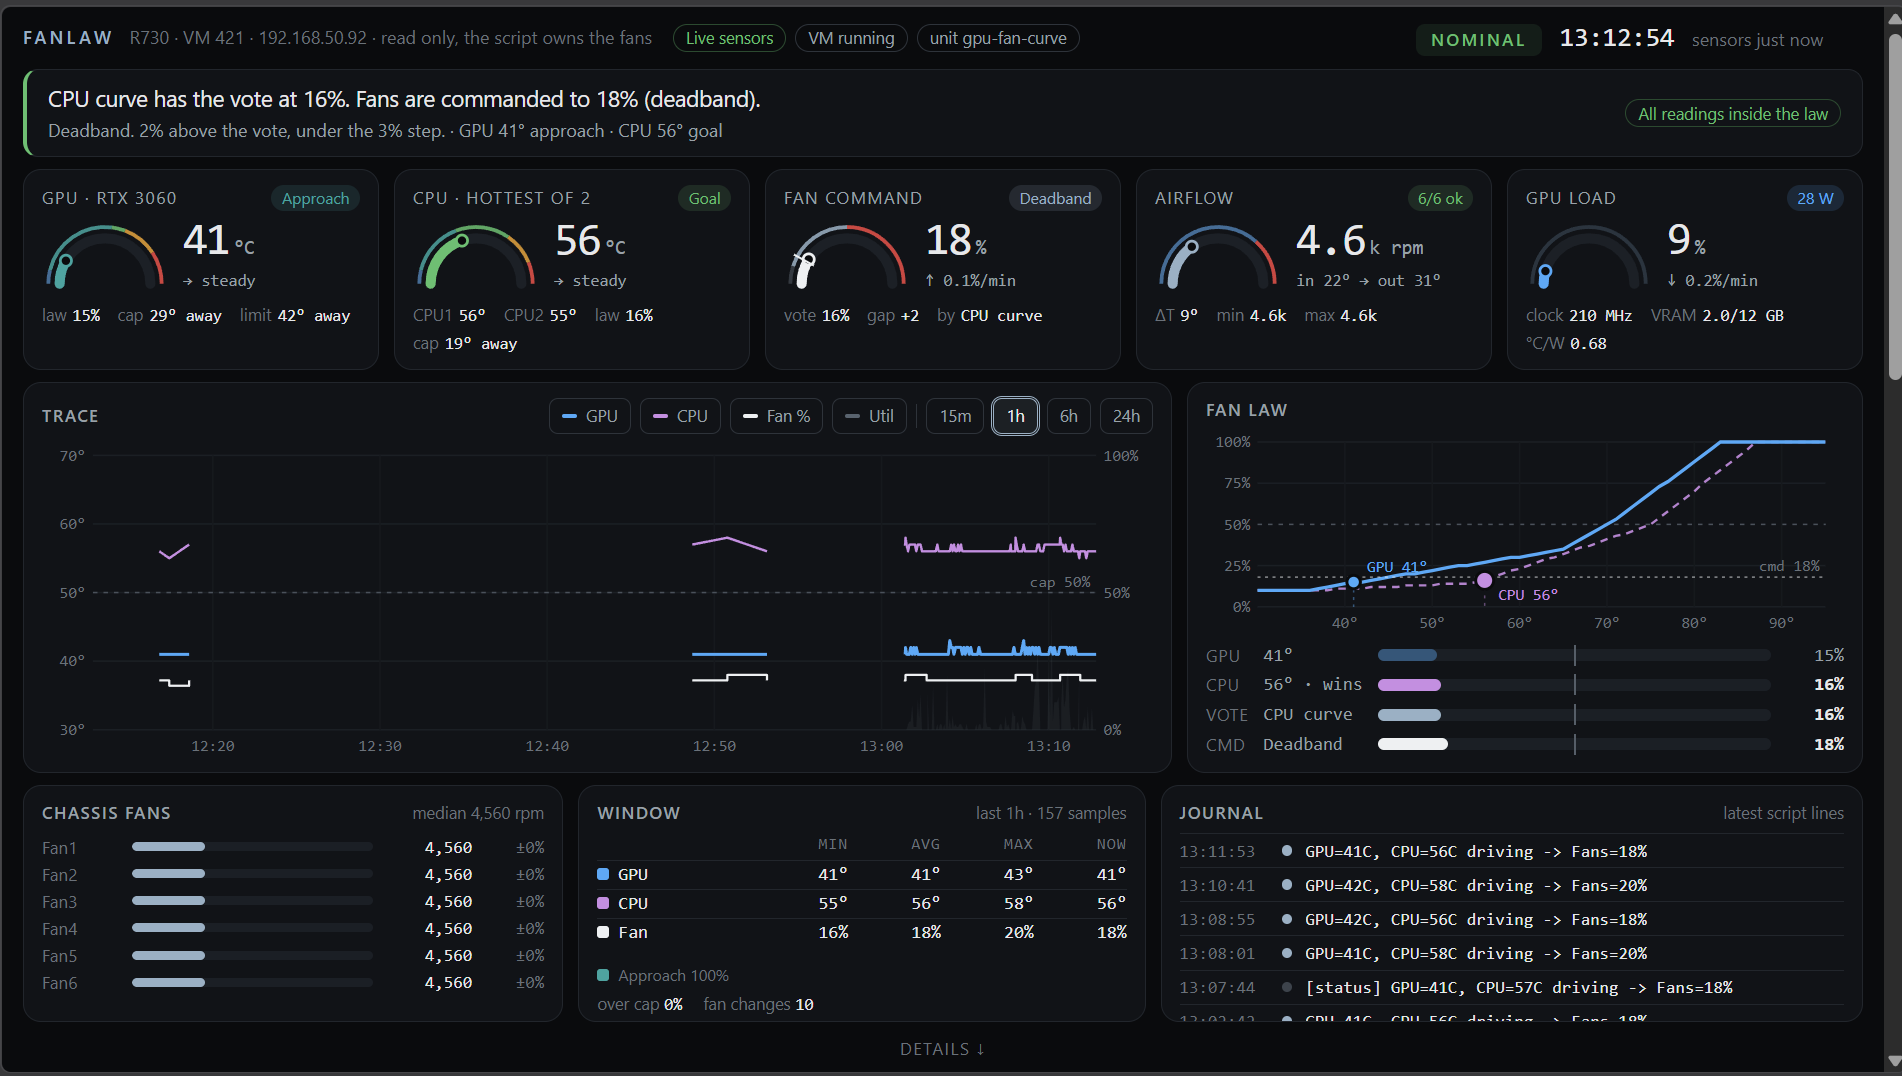 FANLAW R730 · VM 421 · 192.168.50.92 · read only, the script owns the fans Live sensors VM running unit gpu-fan-curve NOMINAL 13:12:54 sensors just now
CPU curve has the vote at 16%. Fans are commanded to 18% (deadband).
Deadband. 2% above the vote, under the 3% step. · GPU 41° approach · CPU 56° goal
All readings inside the law
GPU · RTX 3060 Approach
41 °C
→ steady
law 15% cap 29° away limit 42° away
CPU · HOTTEST OF 2 Goal
56 °C
→ steady
CPU1 56° CPU2 55° law 16%
cap 19° away
FAN COMMAND Deadband
18 %
↑ 0.1%/min
vote 16% gap +2 by CPU curve
AIRFLOW 6/6 ok
4.6 k rpm
in 22° → out 31°
ΔT 9° min 4.6k max 4.6k
GPU LOAD 28 W
9 %
↓ 0.2%/min
clock 210 MHz VRAM 2.0/12 GB
°C/W 0.68
TRACE GPU CPU Fan % Util 15m 1h 6h 24h
70° 100%
60°
cap 50%
50° 50%
40°
30° 0%
12:20 12:30 12:40 12:50 13:00 13:10
FAN LAW
100%
75%
50%
25% GPU 41° cmd 18%
CPU 56°
0%
40° 50° 60° 70° 80° 90°
GPU 41° 15%
CPU 56° · wins 16%
VOTE CPU curve 16%
CMD Deadband 18%
CHASSIS FANS median 4,560 rpm
Fan1 4,560 ±0%
Fan2 4,560 ±0%
Fan3 4,560 ±0%
Fan4 4,560 ±0%
Fan5 4,560 ±0%
Fan6 4,560 ±0%
WINDOW last 1h · 157 samples
MIN AVG MAX NOW
GPU 41° 41° 43° 41°
CPU 55° 56° 58° 56°
Fan 16% 18% 20% 18%
Approach 100%
over cap 0% fan changes 10
JOURNAL latest script lines
13:11:53 GPU=41C, CPU=56C driving -> Fans=18%
13:10:41 GPU=42C, CPU=58C driving -> Fans=20%
13:08:55 GPU=42C, CPU=56C driving -> Fans=18%
13:08:01 GPU=41C, CPU=58C driving -> Fans=20%
13:07:44 [status] GPU=41C, CPU=57C driving -> Fans=18%
13:02:42 GPU=41C, CPU=56C driving -> Fans=18%
DETAILS ↓